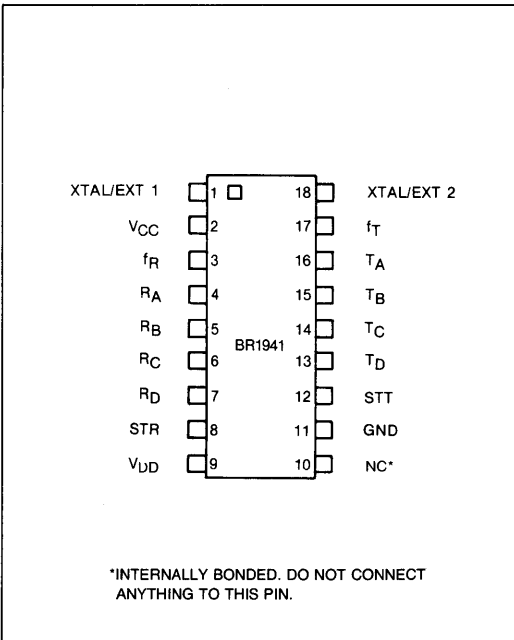 XTAL/EXT 1 1 18 XTAL/EXT 2
VCC 2 17 fT
fR 3 16 TA
RA 4 15 TB
RB 5 14 TC
BR1941
RC 6 13 TD
RD 7 12 STT
STR 8 11 GND
VDD 9 10 NC*
*INTERNALLY BONDED. DO NOT CONNECT
ANYTHING TO THIS PIN.